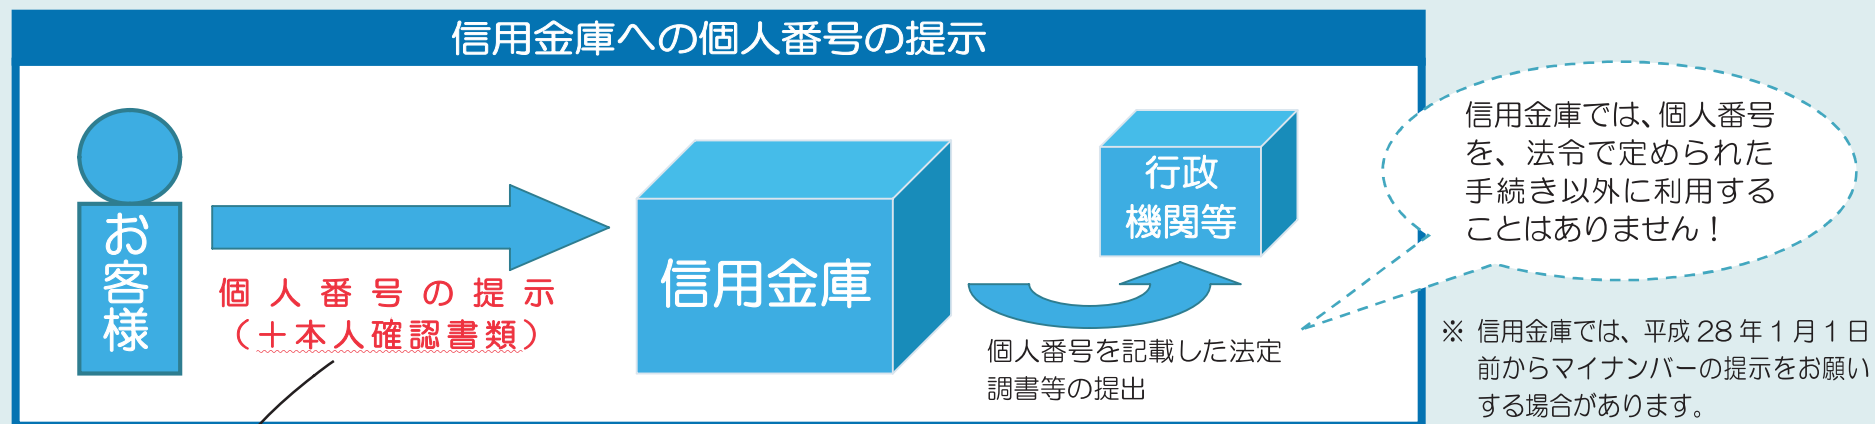 信用金庫への個人番号の提示
お客様
個人番号の提示
（＋本人確認書類）
信用金庫
行政
機関等
個人番号を記載した法定
調書等の提出
信用金庫では、個人番号
を、法令で定められた
手続き以外に利用する
ことはありません！
※ 信用金庫では、平成 28 年 1 月 1 日
前からマイナンバーの提示をお願い
する場合があります。